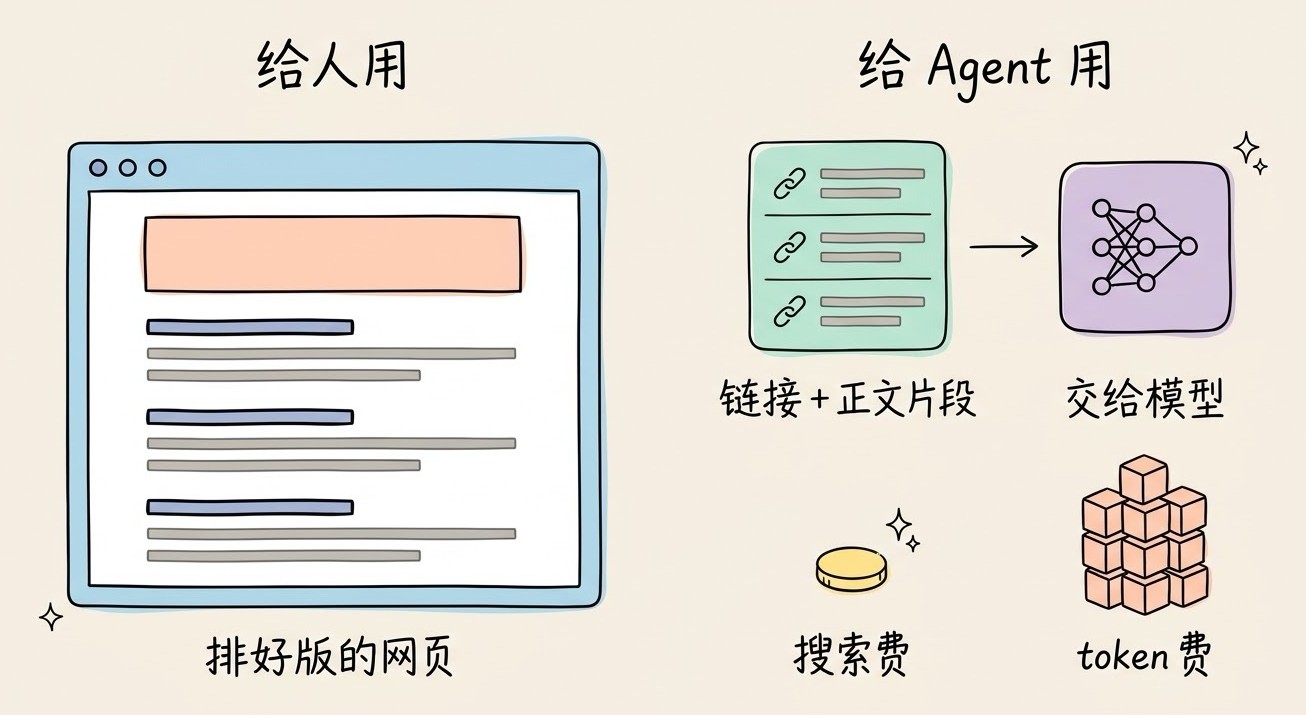 给人用
排好版的网页
给 Agent 用
链接+正文片段
交给模型
搜索费
token 费